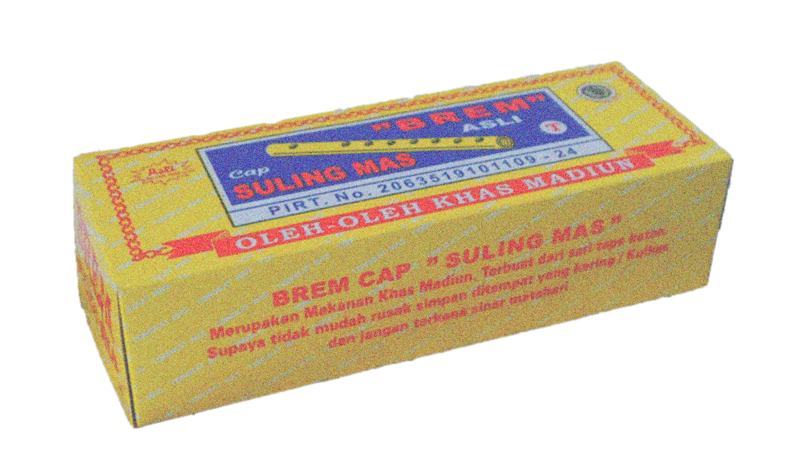 "BREM"
ASLI
Cap
SULING MAS
PIRT. No. 2063519101109 - 24
OLEH-OLEH KHAS MADIUN
BREM CAP "SULING MAS"
Merupakan Makanan Khas Madiun. Terbuat dari sari tape ketan
Supaya tidak mudah rusak simpan ditempat yang kering / Kulkas
dan jangan terkena sinar matahari